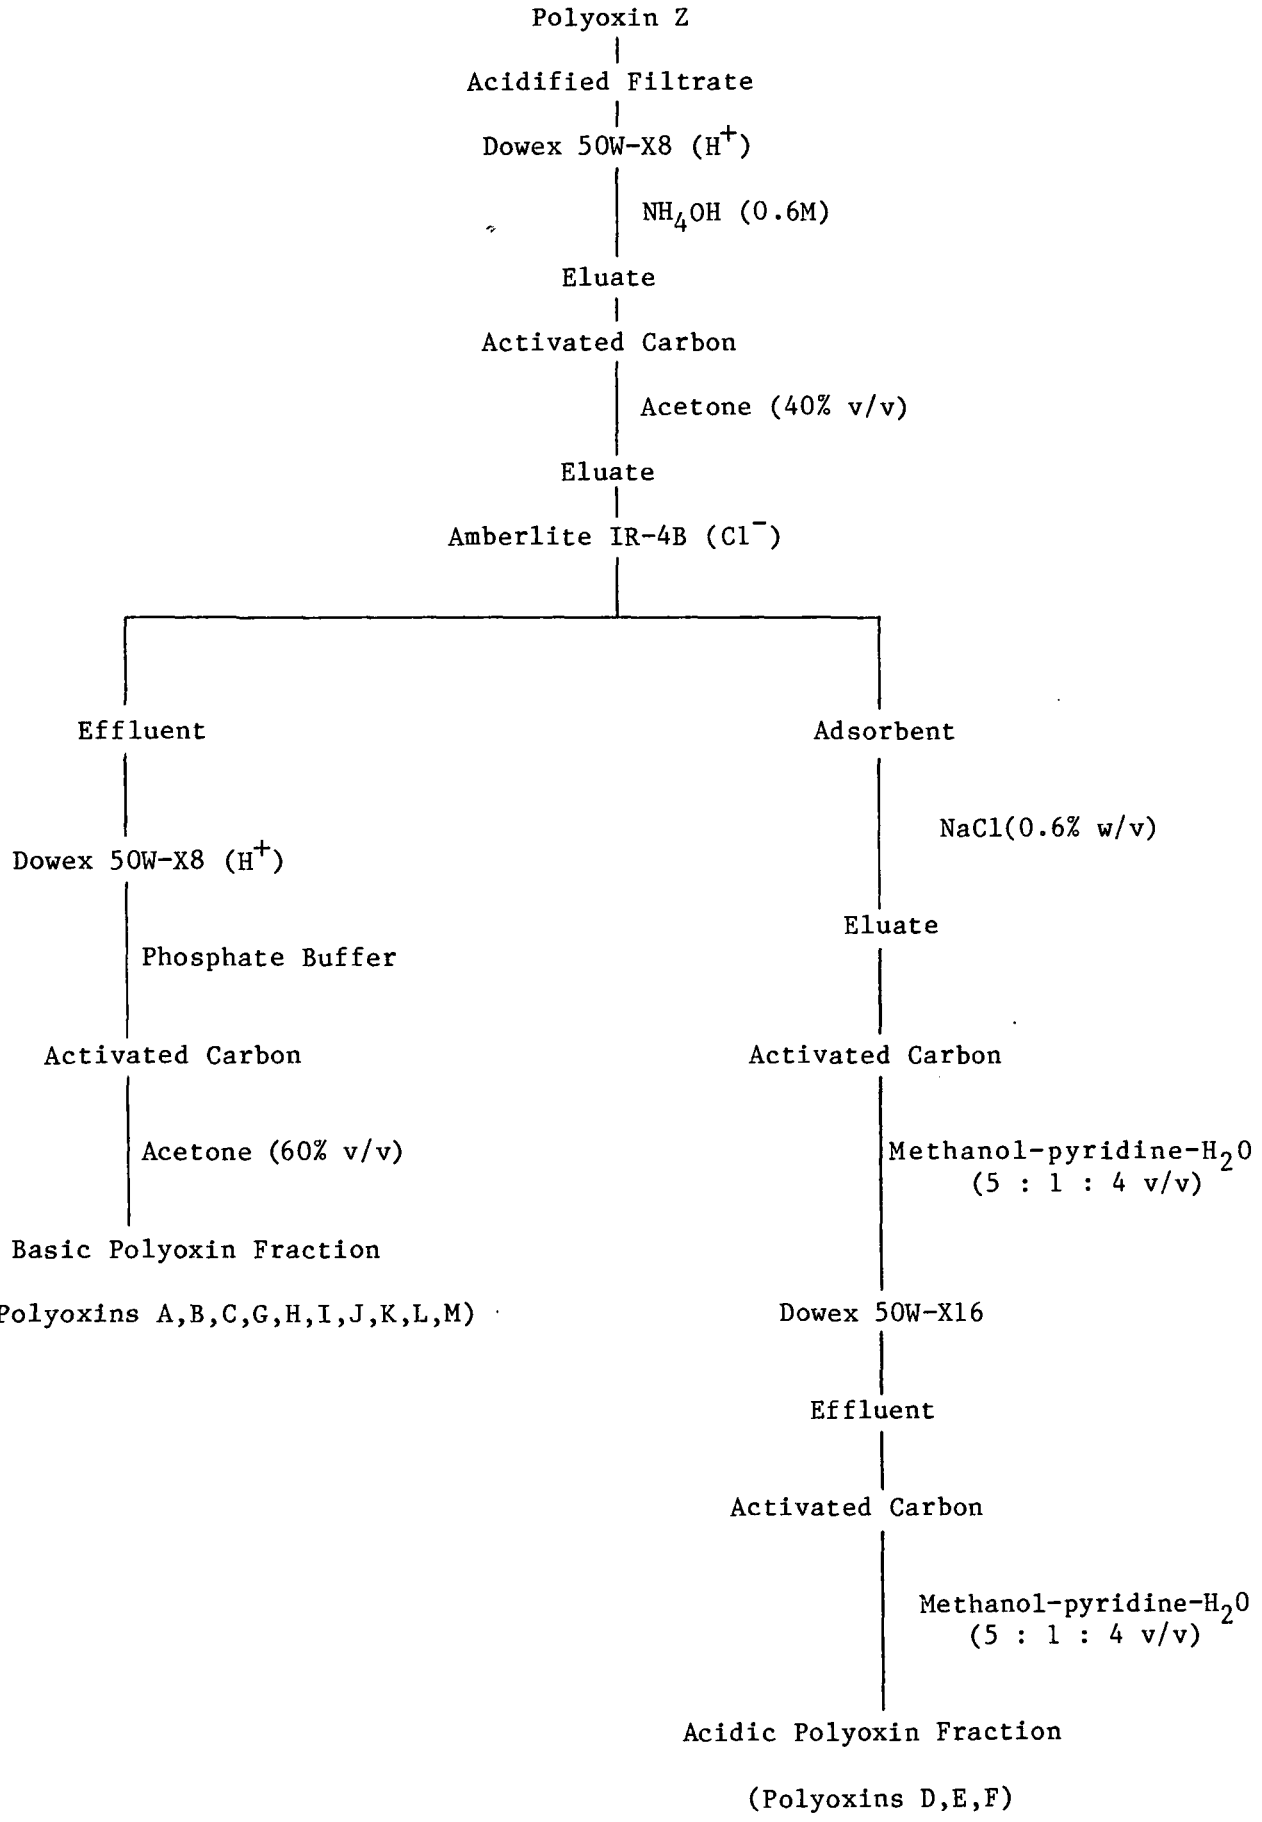 Polyoxin Z
Acidified Filtrate
Dowex 50W-X8 (H⁺)
NH₄OH (0.6M)
Eluate
Activated Carbon
Acetone (40% v/v)
Eluate
Amberlite IR-4B (Cl⁻)
Effluent
Adsorbent
NaCl(0.6% w/v)
Dowex 50W-X8 (H⁺)
Eluate
Phosphate Buffer
Activated Carbon
Activated Carbon
Acetone (60% v/v)
Methanol-pyridine-H₂O
(5 : 1 : 4 v/v)
Basic Polyoxin Fraction
Polyoxins A,B,C,G,H,I,J,K,L,M)
Dowex 50W-X16
Effluent
Activated Carbon
Methanol-pyridine-H₂O
(5 : 1 : 4 v/v)
Acidic Polyoxin Fraction
(Polyoxins D,E,F)